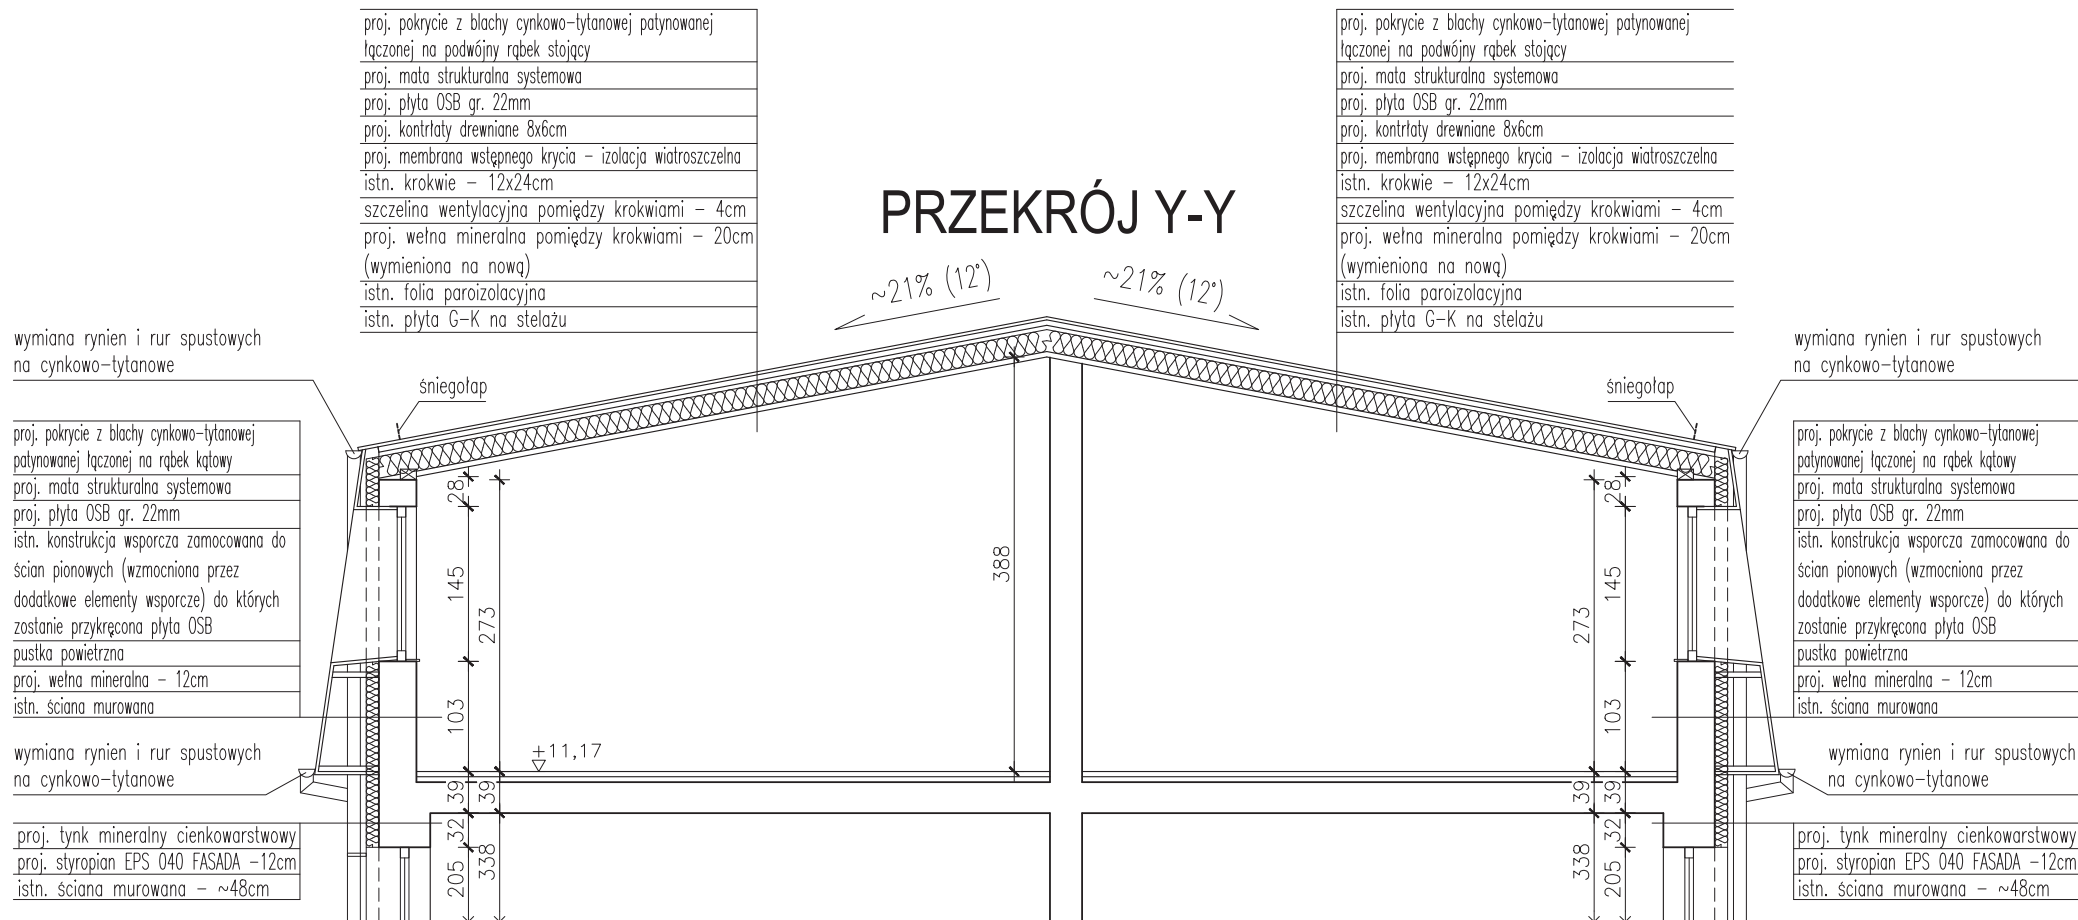 proj. pokrycie z blachy cynkowo-tytanowej patynowanej
łączonej na podwójny rąbek stojący
proj. mata strukturalna systemowa
proj. płyta OSB gr. 22mm
proj. kontrłaty drewniane 8x6cm
proj. membrana wstępnego krycia - izolacja wiatroszczelna
istn. krokwie - 12x24cm
szczelina wentylacyjna pomiędzy krokwiami - 4cm
proj. wełna mineralna pomiędzy krokwiami - 20cm
(wymieniona na nową)
istn. folia paroizolacyjna
istn. płyta G-K na stelażu
PRZEKRÓJ Y-Y
~21% (12°)
~21% (12°)
proj. pokrycie z blachy cynkowo-tytanowej patynowanej
łączonej na podwójny rąbek stojący
proj. mata strukturalna systemowa
proj. płyta OSB gr. 22mm
proj. kontrłaty drewniane 8x6cm
proj. membrana wstępnego krycia - izolacja wiatroszczelna
istn. krokwie - 12x24cm
szczelina wentylacyjna pomiędzy krokwiami - 4cm
proj. wełna mineralna pomiędzy krokwiami - 20cm
(wymieniona na nową)
istn. folia paroizolacyjna
istn. płyta G-K na stelażu
wymiana rynien i rur spustowych
na cynkowo-tytanowe
śniegołap
proj. pokrycie z blachy cynkowo-tytanowej
patynowanej łączonej na rąbek kątowy
proj. mata strukturalna systemowa
proj. płyta OSB gr. 22mm
istn. konstrukcja wsporcza zamocowana do
ścian pionowych (wzmocniona przez
dodatkowe elementy wsporcze) do których
zostanie przykręcona płyta OSB
pustka powietrzna
proj. wełna mineralna - 12cm
istn. ściana murowana
wymiana rynien i rur spustowych
na cynkowo-tytanowe
proj. tynk mineralny cienkowarstwowy
proj. styropian EPS 040 FASADA -12cm
istn. ściana murowana - ~48cm
28
145
103
39
32
205
273
39
338
+11,17
388
273
39
338
28
145
103
39
32
205
śniegołap
wymiana rynien i rur spustowych
na cynkowo-tytanowe
proj. pokrycie z blachy cynkowo-tytanowej
patynowanej łączonej na rąbek kątowy
proj. mata strukturalna systemowa
proj. płyta OSB gr. 22mm
istn. konstrukcja wsporcza zamocowana do
ścian pionowych (wzmocniona przez
dodatkowe elementy wsporcze) do których
zostanie przykręcona płyta OSB
pustka powietrzna
proj. wełna mineralna - 12cm
istn. ściana murowana
wymiana rynien i rur spustowych
na cynkowo-tytanowe
proj. tynk mineralny cienkowarstwowy
proj. styropian EPS 040 FASADA -12cm
istn. ściana murowana - ~48cm